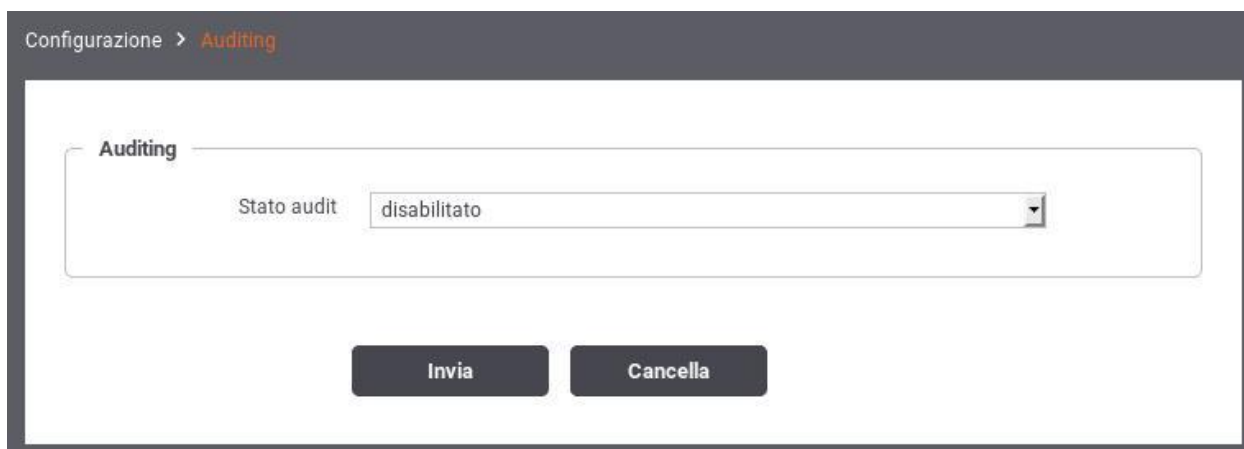 Configurazione > Auditing
Auditing
Stato audit disabilitato
Invia Cancella